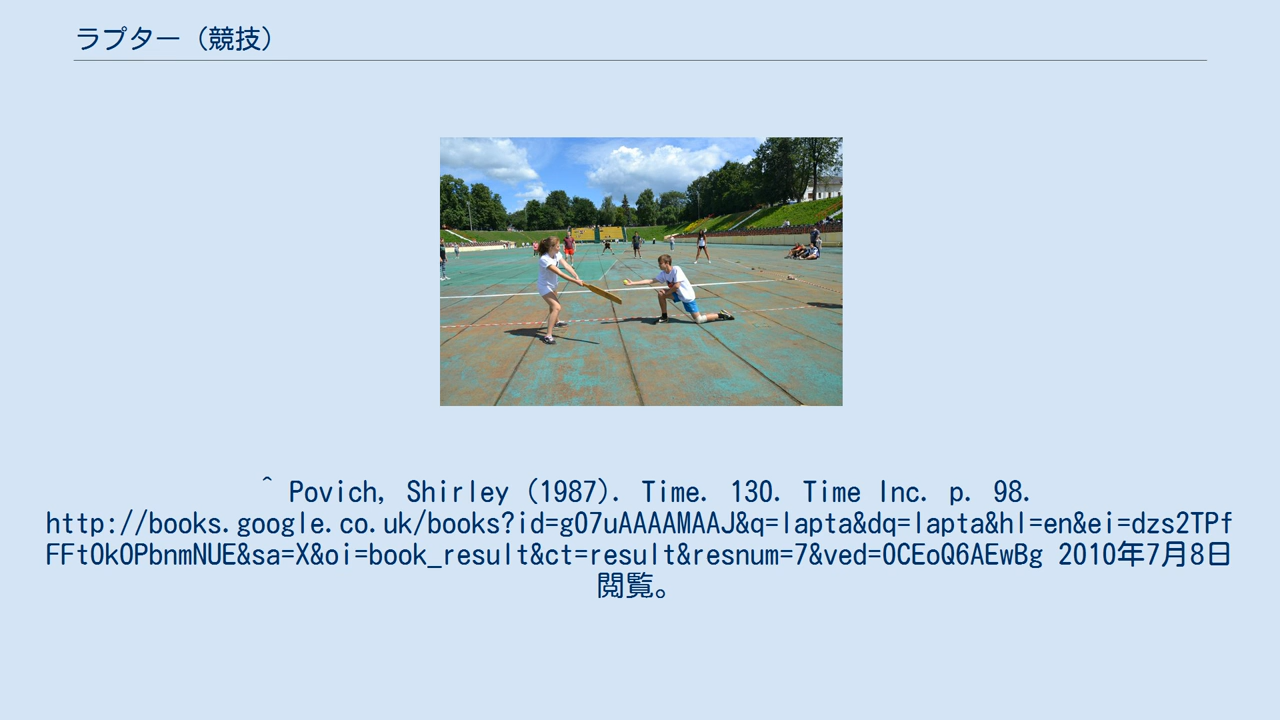 ラプター（競技）
^ Povich, Shirley (1987). Time. 130. Time Inc. p. 98.
http://books.google.co.uk/books?id=g07uAAAAMAAJ&q=lapta&dq=lapta&hl=en&ei=dzs2TPf
FFtOkOPbnmNUE&sa=X&oi=book_result&ct=result&resnum=7&ved=0CEoQ6AEwBg 2010年7月8日
閲覧。